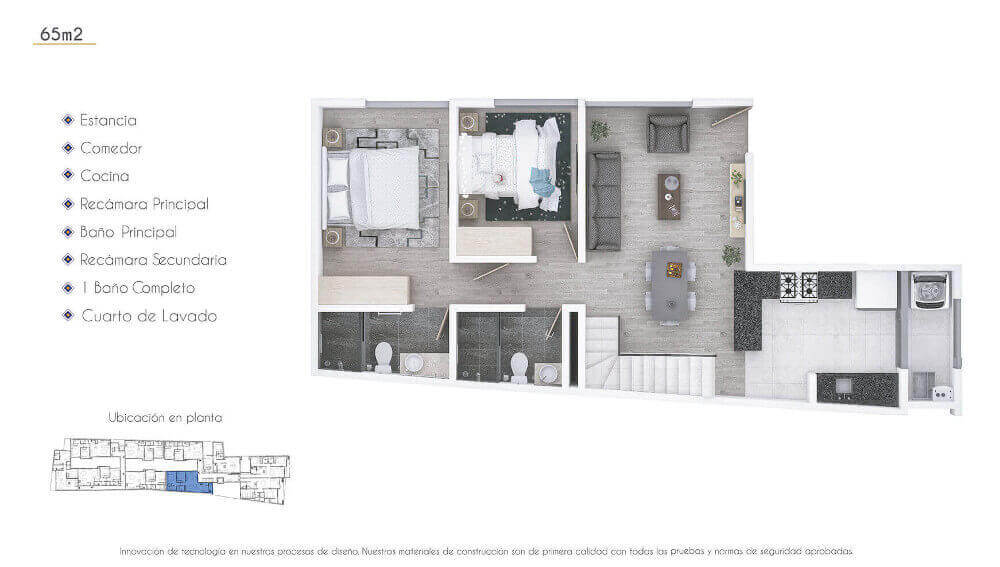 65m2
Estancia
Comedor
Cocina
Recámara Principal
Baño Principal
Recámara Secundaria
1 Baño Completo
Cuarto de Lavado
Ubicación en planta
Innovación de tecnología en nuestros procesos de diseño. Nuestros materiales de construcción son de primera calidad con todas las pruebas y normas de seguridad aprobadas.